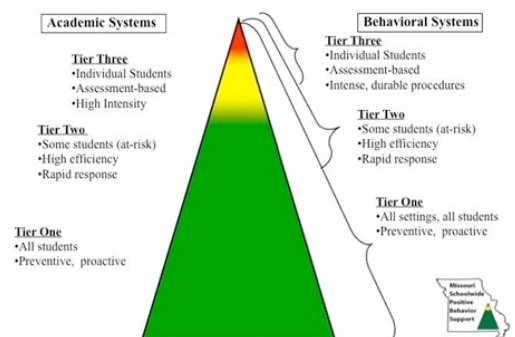 Academic Systems
Tier Three
•Individual Students
•Assessment-based
•High Intensity
Tier Two
•Some students (at-risk)
•High efficiency
•Rapid response
Tier One
•All students
•Preventive, proactive
Behavioral Systems
Tier Three
•Individual Students
•Assessment-based
•Intense, durable procedures
Tier Two
•Some students (at-risk)
•High efficiency
•Rapid response
Tier One
•All settings, all students
•Preventive, proactive
Missouri
Schoolwide
Positive
Behavior
Support